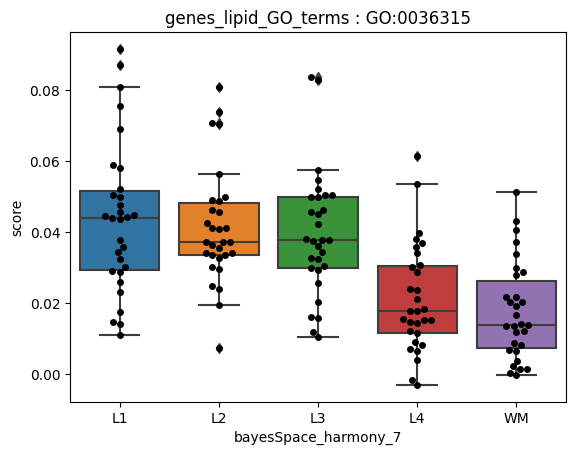 genes_lipid_GO_terms : GO:0036315
0.08
0.06
0.04
0.02
0.00
score
L1 L2 L3 L4 WM
bayesSpace_harmony_7